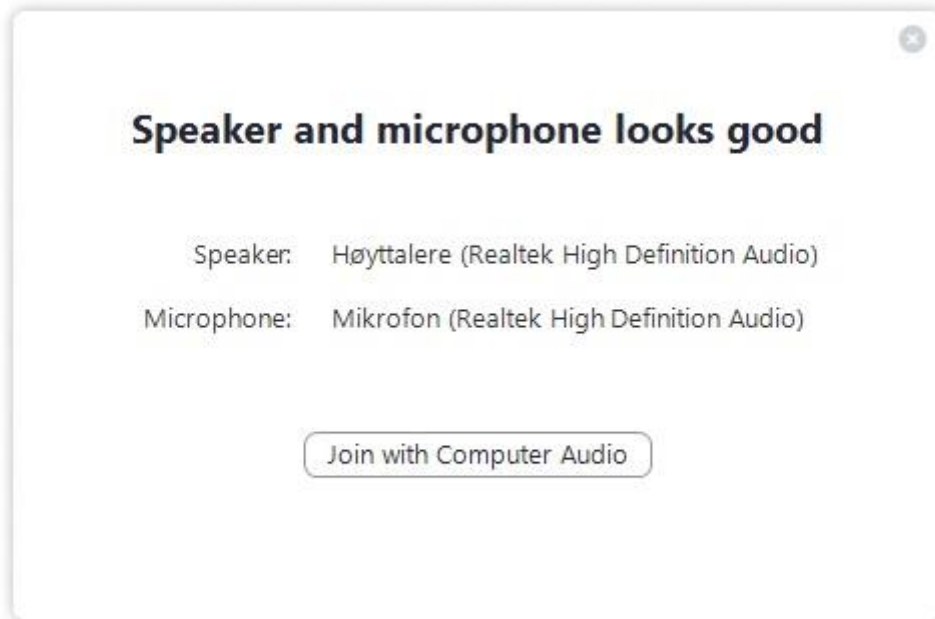 Speaker and microphone looks good
Speaker: Høyttalere (Realtek High Definition Audio)
Microphone: Mikrofon (Realtek High Definition Audio)
Join with Computer Audio